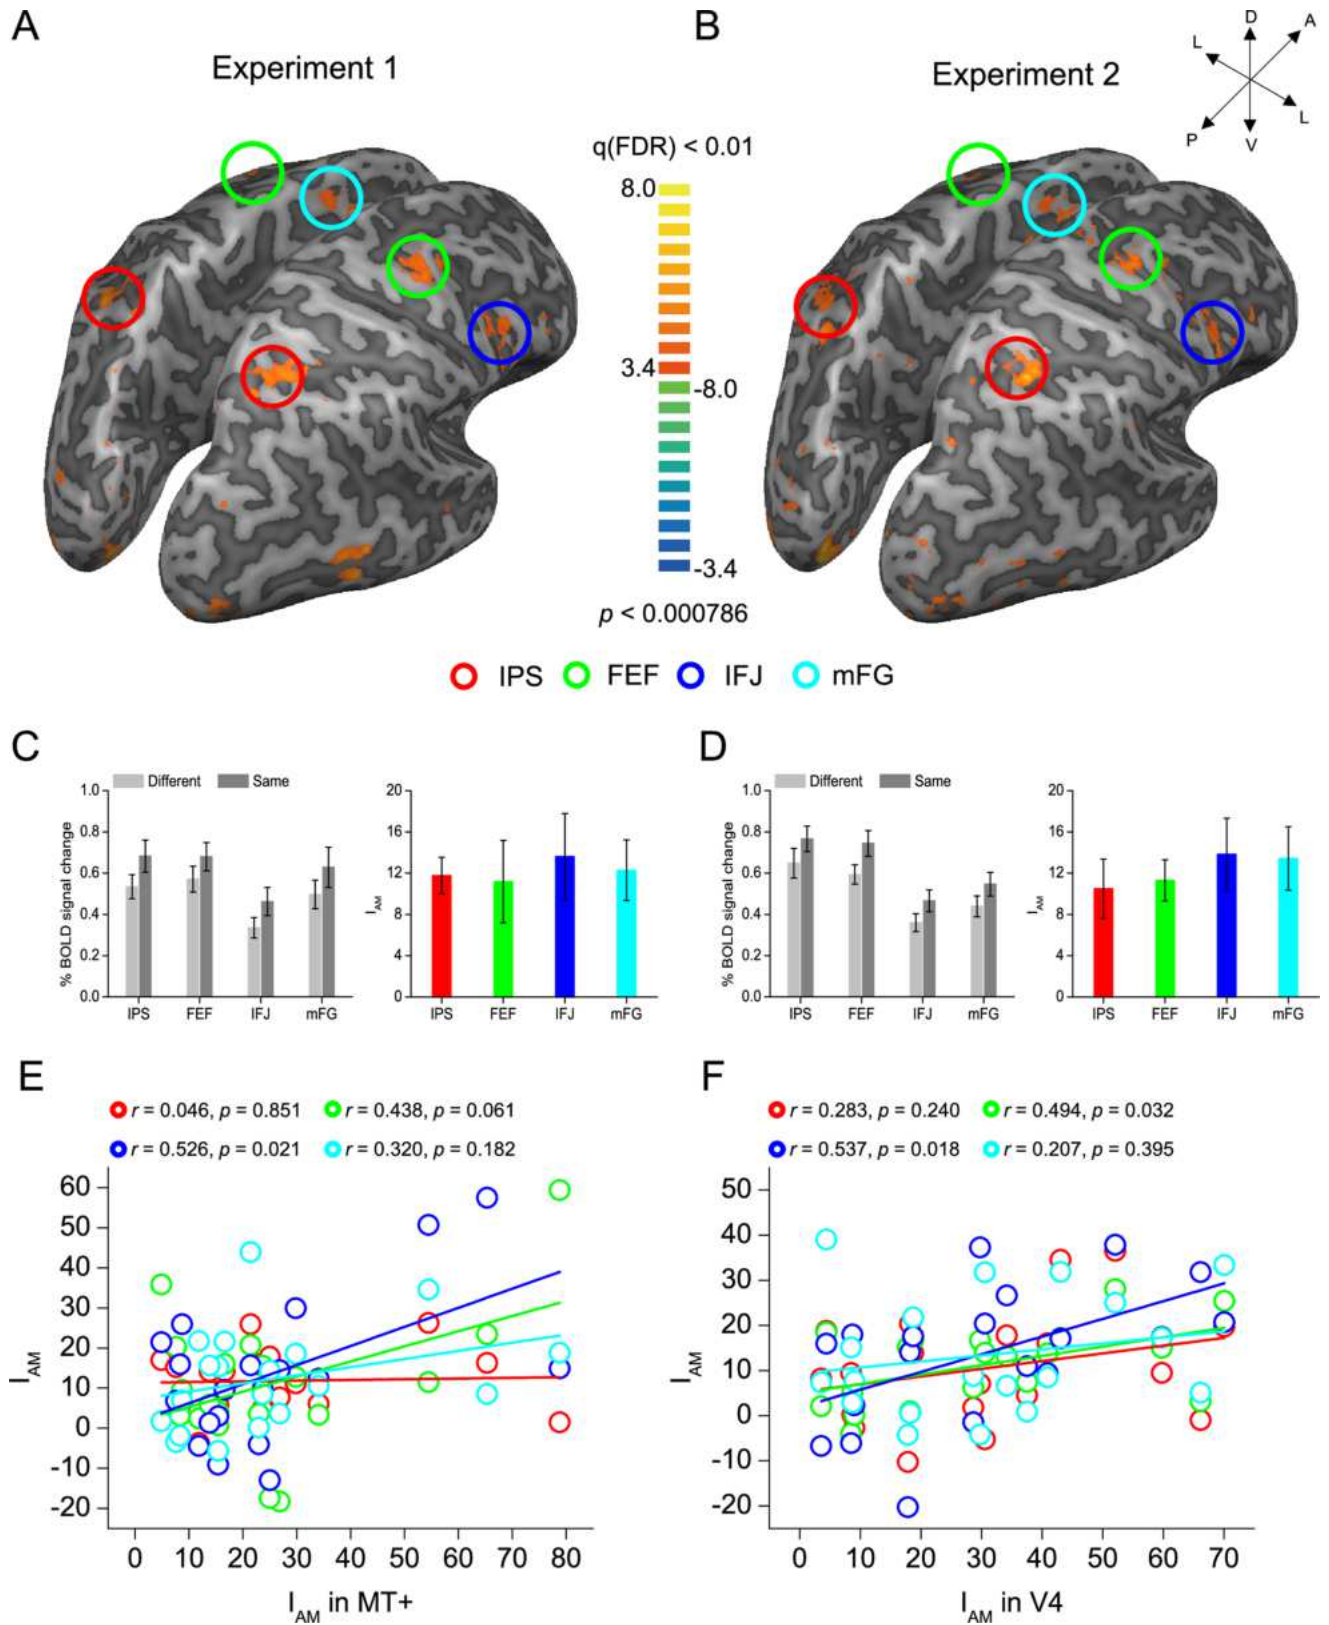 A
B
Experiment 1
Experiment 2
D
A
L
L
P
V
q(FDR) < 0.01
8.0
3.4
-8.0
-3.4
p < 0.000786
IPS FEF IFJ mFG
C
Different Same
% BOLD signal change
1.0
0.8
0.6
0.4
0.2
0.0
IPS FEF IFJ mFG
I_AM
20
16
12
8
4
0
IPS FEF IFJ mFG
D
Different Same
% BOLD signal change
1.0
0.8
0.6
0.4
0.2
0.0
IPS FEF IFJ mFG
I_AM
20
16
12
8
4
0
IPS FEF IFJ mFG
E
r = 0.046, p = 0.851 r = 0.438, p = 0.061
r = 0.526, p = 0.021 r = 0.320, p = 0.182
I_AM
60
50
40
30
20
10
0
-10
-20
0 10 20 30 40 50 60 70 80
I_AM in MT+
F
r = 0.283, p = 0.240 r = 0.494, p = 0.032
r = 0.537, p = 0.018 r = 0.207, p = 0.395
I_AM
50
40
30
20
10
0
-10
-20
0 10 20 30 40 50 60 70
I_AM in V4